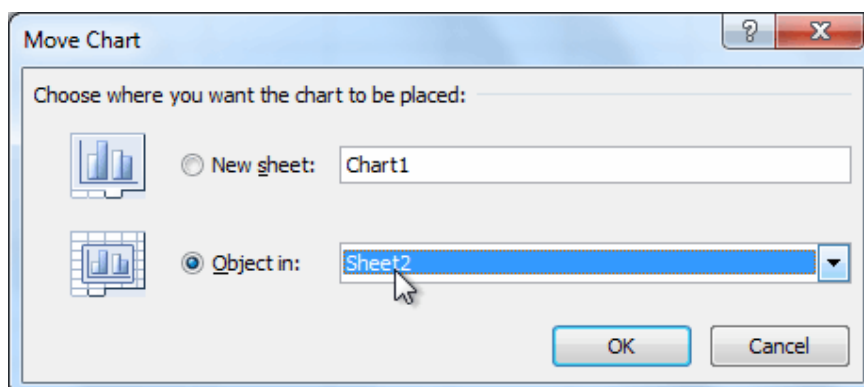 Move Chart
?
Choose where you want the chart to be placed:
New sheet: Chart1
Object in: Sheet2
OK Cancel